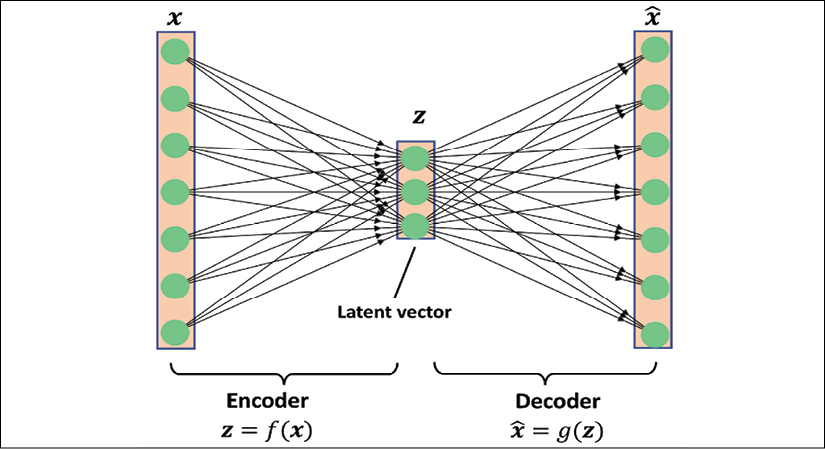 x
x̂
z
Latent vector
Encoder
Decoder
z = f(x)
x̂ = g(z)